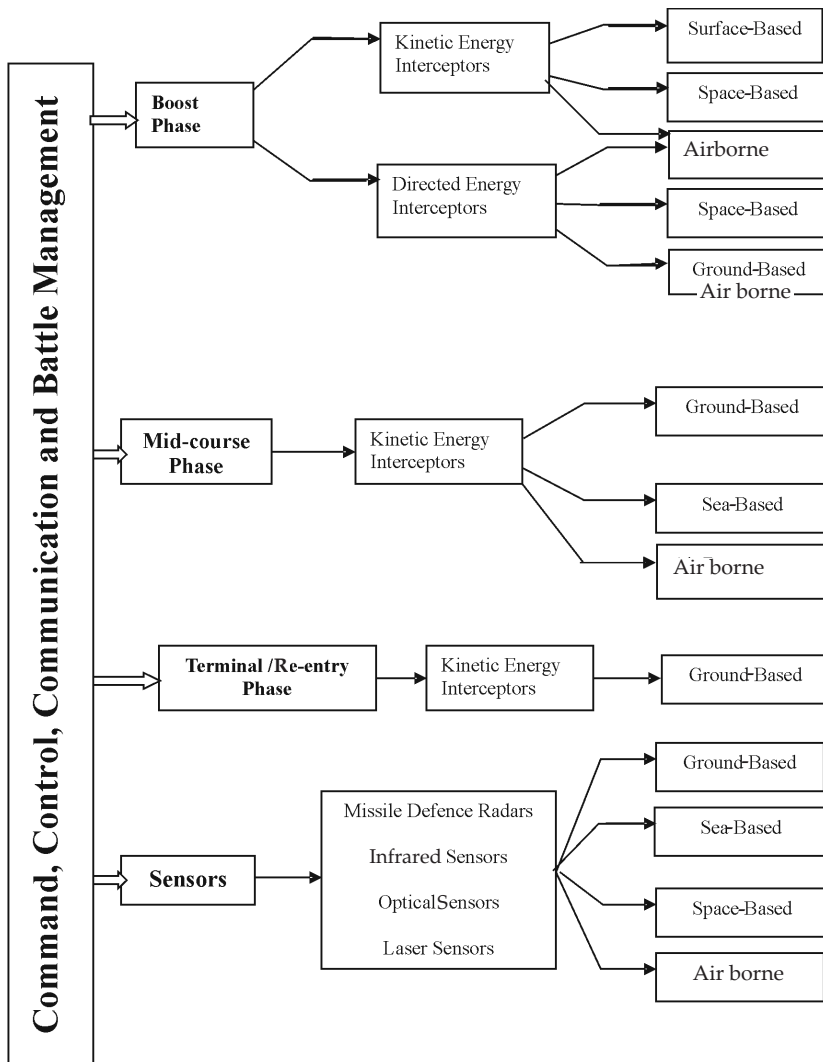 Command, Control, Communication and Battle Management
Boost
Phase
Kinetic Energy
Interceptors
Surface-Based
Space-Based
Airborne
Directed Energy
Interceptors
Space-Based
Ground-Based
Air borne
Mid-course
Phase
Kinetic Energy
Interceptors
Ground-Based
Sea-Based
Air borne
Terminal /Re-entry
Phase
Kinetic Energy
Interceptors
Ground-Based
Sensors
Missile Defence Radars
Infrared Sensors
OpticalSensors
Laser Sensors
Ground-Based
Sea-Based
Space-Based
Air borne